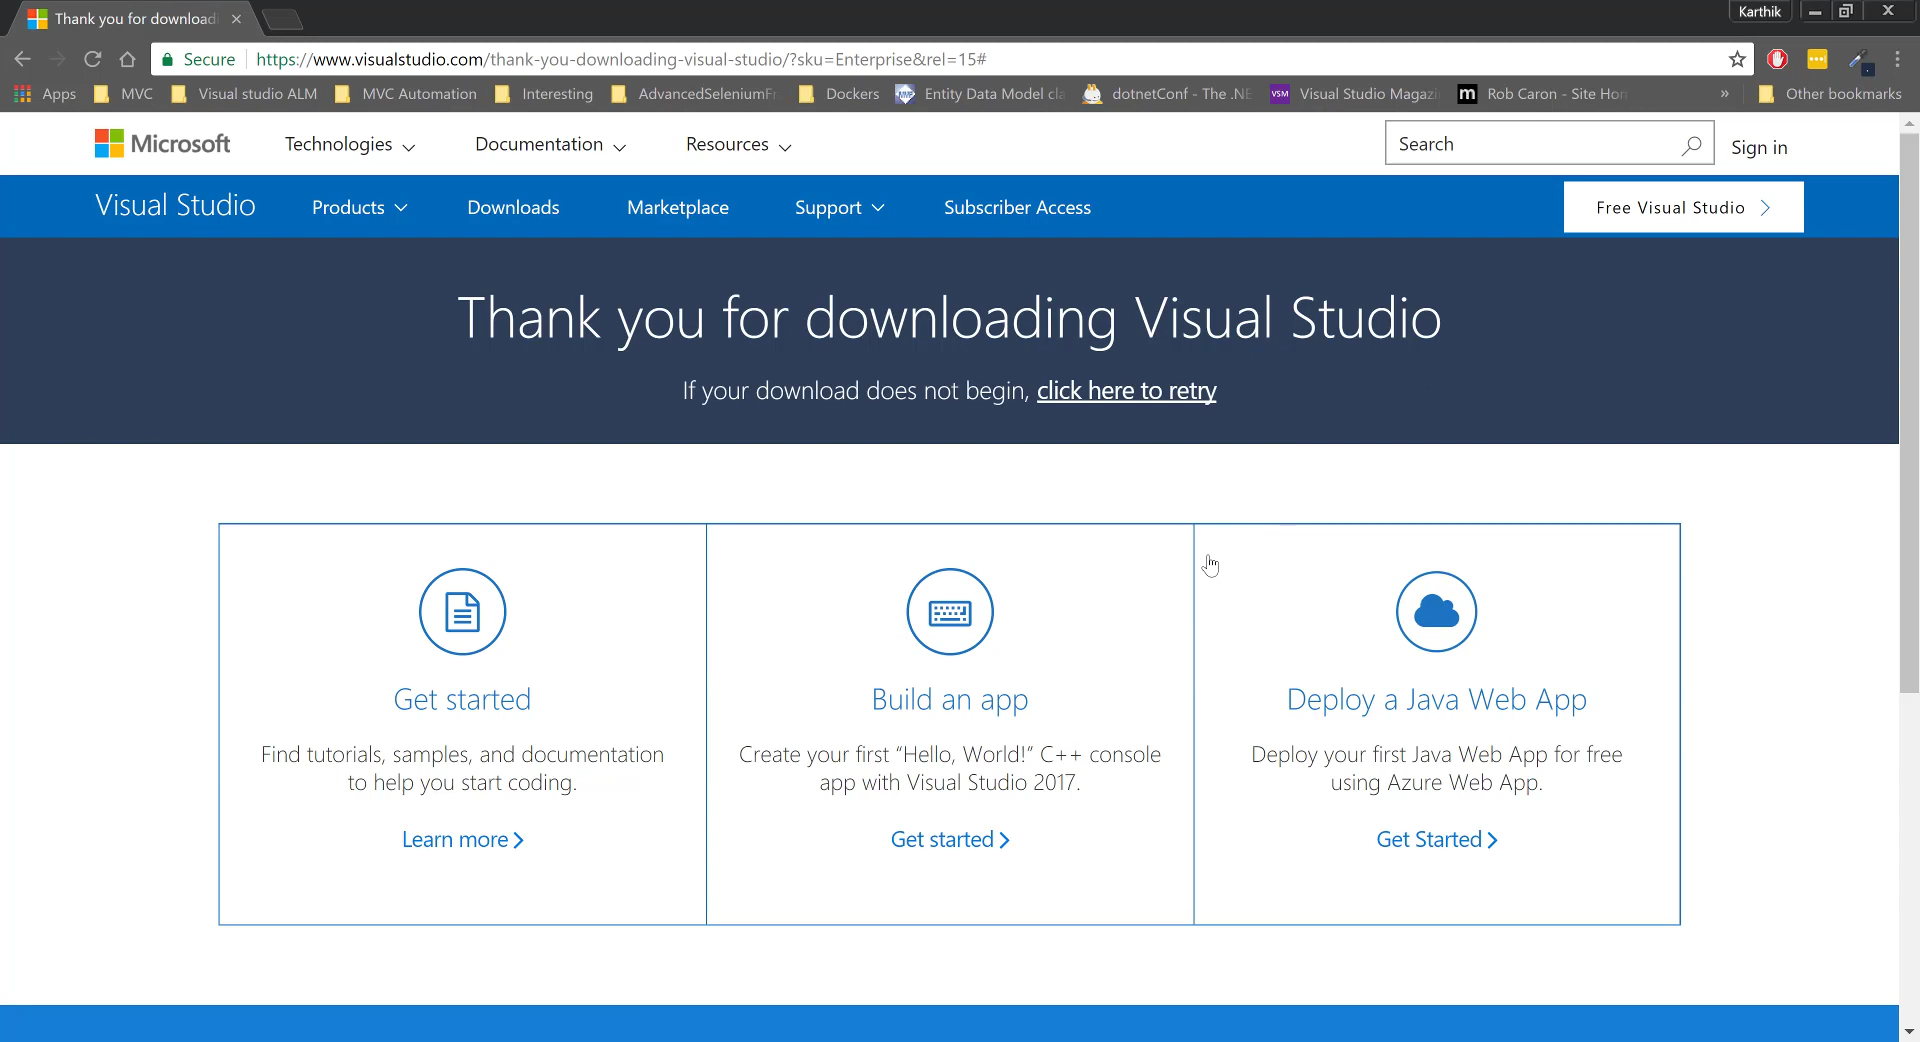 Thank you for downloadi
Karthik
Secure https://www.visualstudio.com/thank-you-downloading-visual-studio/?sku=Enterprise&rel=15#
Apps MVC Visual studio ALM MVC Automation Interesting AdvancedSeleniumFr Dockers Entity Data Model cla dotnetConf - The .NE VSM Visual Studio Magazi m Rob Caron - Site Hom » Other bookmarks
Microsoft Technologies Documentation Resources Search Sign in
Visual Studio Products Downloads Marketplace Support Subscriber Access Free Visual Studio
Thank you for downloading Visual Studio
If your download does not begin, click here to retry
Get started
Find tutorials, samples, and documentation
to help you start coding.
Learn more
Build an app
Create your first “Hello, World!” C++ console
app with Visual Studio 2017.
Get started
Deploy a Java Web App
Deploy your first Java Web App for free
using Azure Web App.
Get Started